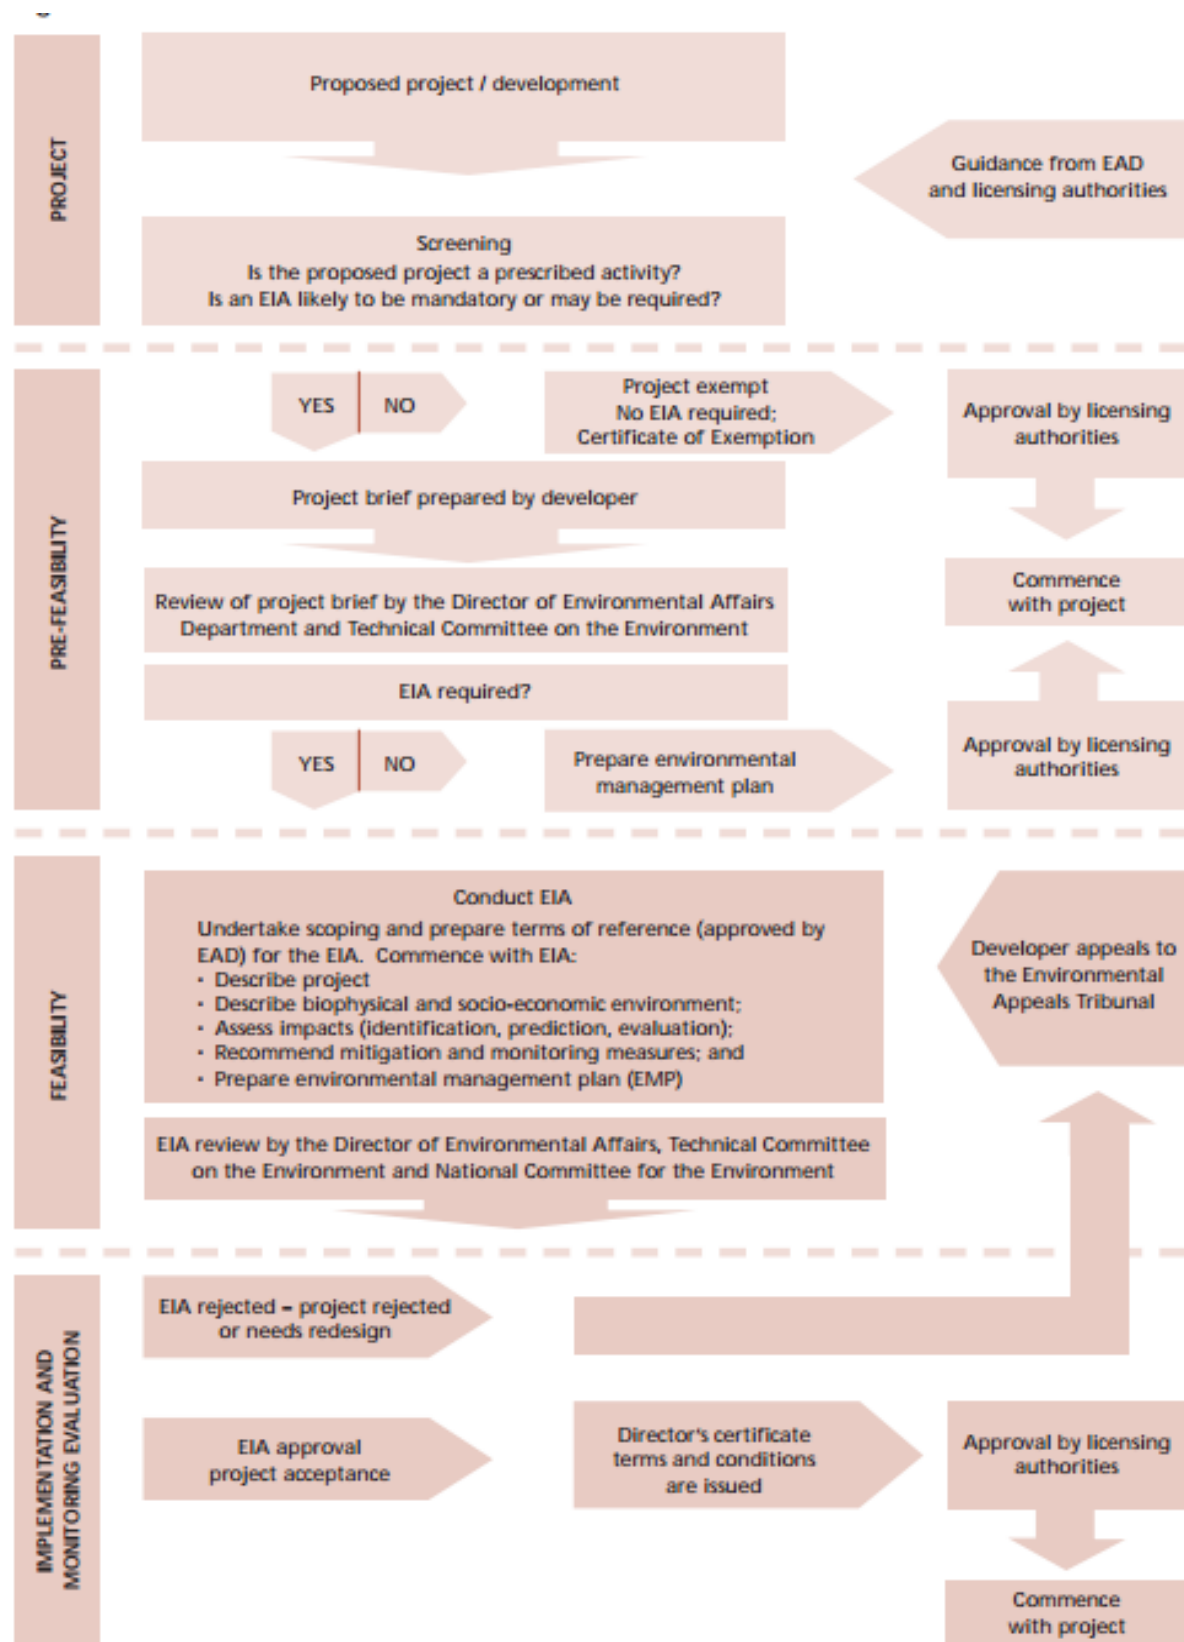 PROJECT
Proposed project / development
Guidance from EAD
and licensing authorities
Screening
Is the proposed project a prescribed activity?
Is an EIA likely to be mandatory or may be required?
PRE-FEASIBILITY
YES
NO
Project exempt
No EIA required;
Certificate of Exemption
Approval by licensing
authorities
Project brief prepared by developer
Commence
with project
Review of project brief by the Director of Environmental Affairs
Department and Technical Committee on the Environment
EIA required?
YES
NO
Prepare environmental
management plan
Approval by licensing
authorities
FEASIBILITY
Conduct EIA
Undertake scoping and prepare terms of reference (approved by
EAD) for the EIA. Commence with EIA:
· Describe project
· Describe biophysical and socio-economic environment;
· Assess impacts (identification, prediction, evaluation);
· Recommend mitigation and monitoring measures; and
· Prepare environmental management plan (EMP)
Developer appeals to
the Environmental
Appeals Tribunal
EIA review by the Director of Environmental Affairs, Technical Committee
on the Environment and National Committee for the Environment
IMPLEMENTATION AND
MONITORING EVALUATION
EIA rejected – project rejected
or needs redesign
EIA approval
project acceptance
Director's certificate
terms and conditions
are issued
Approval by licensing
authorities
Commence
with project